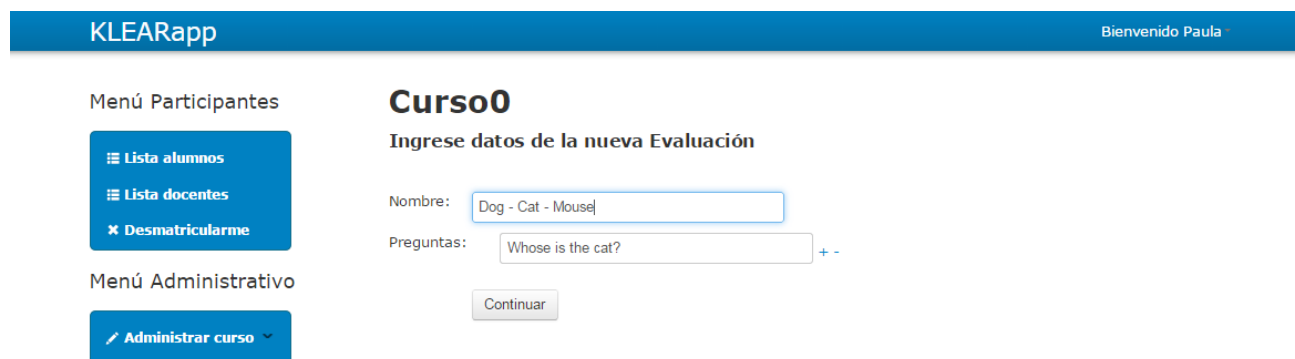 KLEARapp
Bienvenido Paula
Menú Participantes
Lista alumnos
Lista docentes
Desmatricularme
Menú Administrativo
Administrar curso
Curso0
Ingrese datos de la nueva Evaluación
Nombre: Dog - Cat - Mouse
Preguntas: Whose is the cat? + -
Continuar